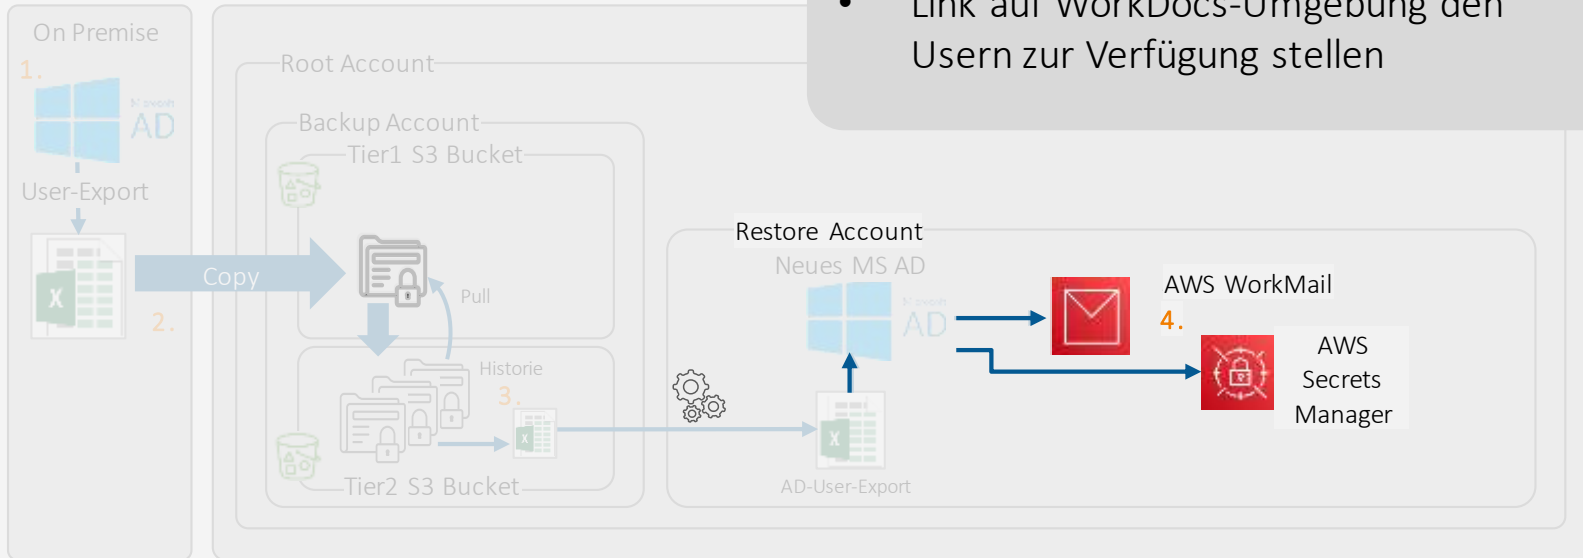 • Link auf WorkDocs-Umgebung den
Usern zur Verfügung stellen
On Premise
1.
Microsoft
AD
User-Export
X
Copy
2.
Root Account
Backup Account
Tier1 S3 Bucket
Pull
Historie
3.
X
Tier2 S3 Bucket
Restore Account
Neues MS AD
Microsoft
AD
X
AD-User-Export
AWS WorkMail
4.
AWS
Secrets
Manager